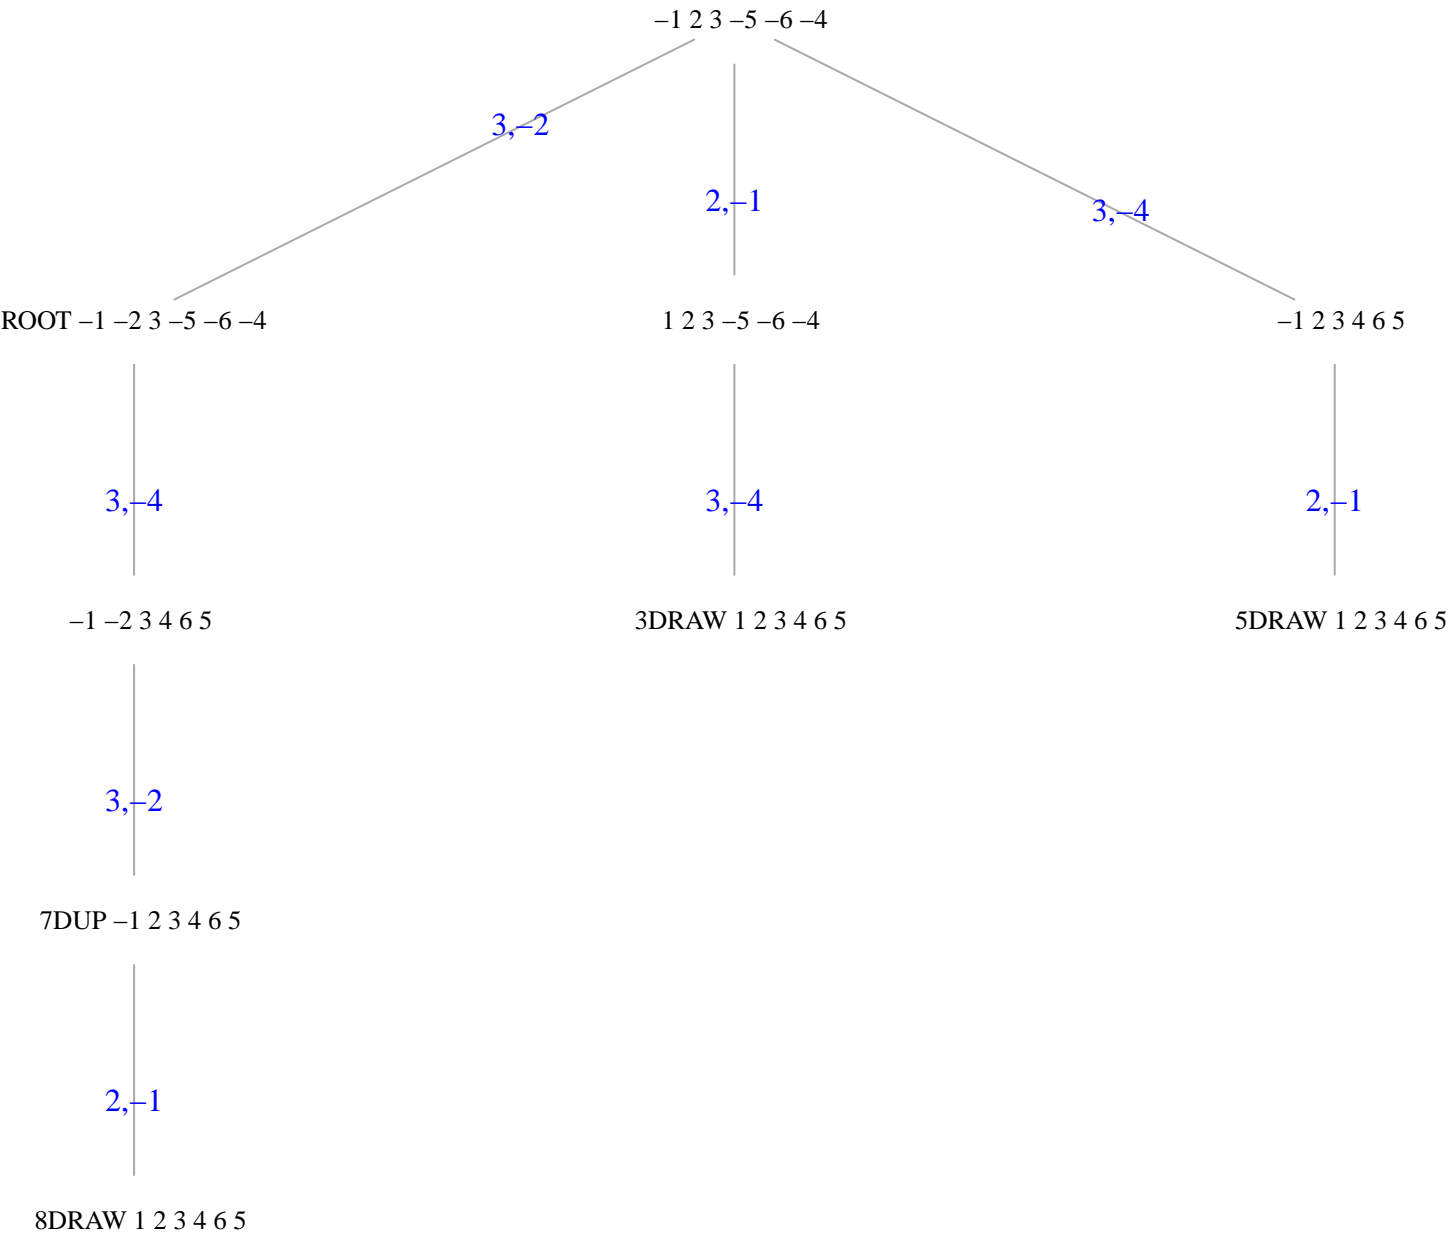 –1 2 3 –5 –6 –4
3,–2
2,–1
3,–4
ROOT –1 –2 3 –5 –6 –4
1 2 3 –5 –6 –4
–1 2 3 4 6 5
3,–4
3,–4
2,–1
–1 –2 3 4 6 5
3DRAW 1 2 3 4 6 5
5DRAW 1 2 3 4 6 5
3,–2
7DUP –1 2 3 4 6 5
2,–1
8DRAW 1 2 3 4 6 5